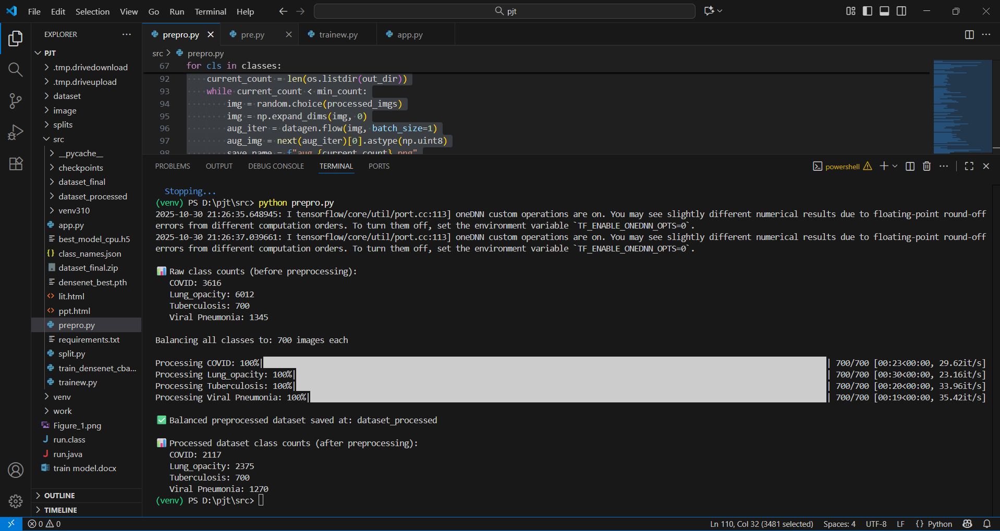 File Edit Selection View Go Run Terminal Help
pjt
EXPLORER
PJT
.tmp.drivedownload
.tmp.driveupload
dataset
image
splits
src
__pycache__
checkpoints
dataset_final
dataset_processed
venv310
app.py
best_model_cpu.h5
class_names.json
dataset_final.zip
densenet_best.pth
lit.html
ppt.html
prepro.py
requirements.txt
split.py
train_densenet_cba...
trainew.py
venv
work
Figure_1.png
run.class
run.java
train model.docx
OUTLINE
TIMELINE
prepro.py pre.py trainew.py app.py
src > prepro.py
67 for cls in classes:
92 current_count = len(os.listdir(out_dir))
93 while current_count < min_count:
94 img = random.choice(processed_imgs)
95 img = np.expand_dims(img, 0)
96 aug_iter = datagen.flow(img, batch_size=1)
97 aug_img = next(aug_iter)[0].astype(np.uint8)
98 save_name = f"aug_{current_count}.png"
PROBLEMS OUTPUT DEBUG CONSOLE TERMINAL PORTS
powershell
Stopping...
(venv) PS D:\pjt\src> python prepro.py
2025-10-30 21:26:35.648945: I tensorflow/core/util/port.cc:113] oneDNN custom operations are on. You may see slightly different numerical results due to floating-point round-off
errors from different computation orders. To turn them off, set the environment variable `TF_ENABLE_ONEDNN_OPTS=0`.
2025-10-30 21:26:37.039661: I tensorflow/core/util/port.cc:113] oneDNN custom operations are on. You may see slightly different numerical results due to floating-point round-off
errors from different computation orders. To turn them off, set the environment variable `TF_ENABLE_ONEDNN_OPTS=0`.
📊 Raw class counts (before preprocessing):
COVID: 3616
Lung_opacity: 6012
Tuberculosis: 700
Viral Pneumonia: 1345
Balancing all classes to: 700 images each
Processing COVID: 100%| | 700/700 [00:23<00:00, 29.62it/s]
Processing Lung_opacity: 100%| | 700/700 [00:30<00:00, 23.16it/s]
Processing Tuberculosis: 100%| | 700/700 [00:20<00:00, 33.96it/s]
Processing Viral Pneumonia: 100%| | 700/700 [00:19<00:00, 35.42it/s]
✅ Balanced preprocessed dataset saved at: dataset_processed
📊 Processed dataset class counts (after preprocessing):
COVID: 2117
Lung_opacity: 2375
Tuberculosis: 700
Viral Pneumonia: 1270
(venv) PS D:\pjt\src>
0 0 Ln 110, Col 32 (3481 selected) Spaces: 4 UTF-8 LF {} Python